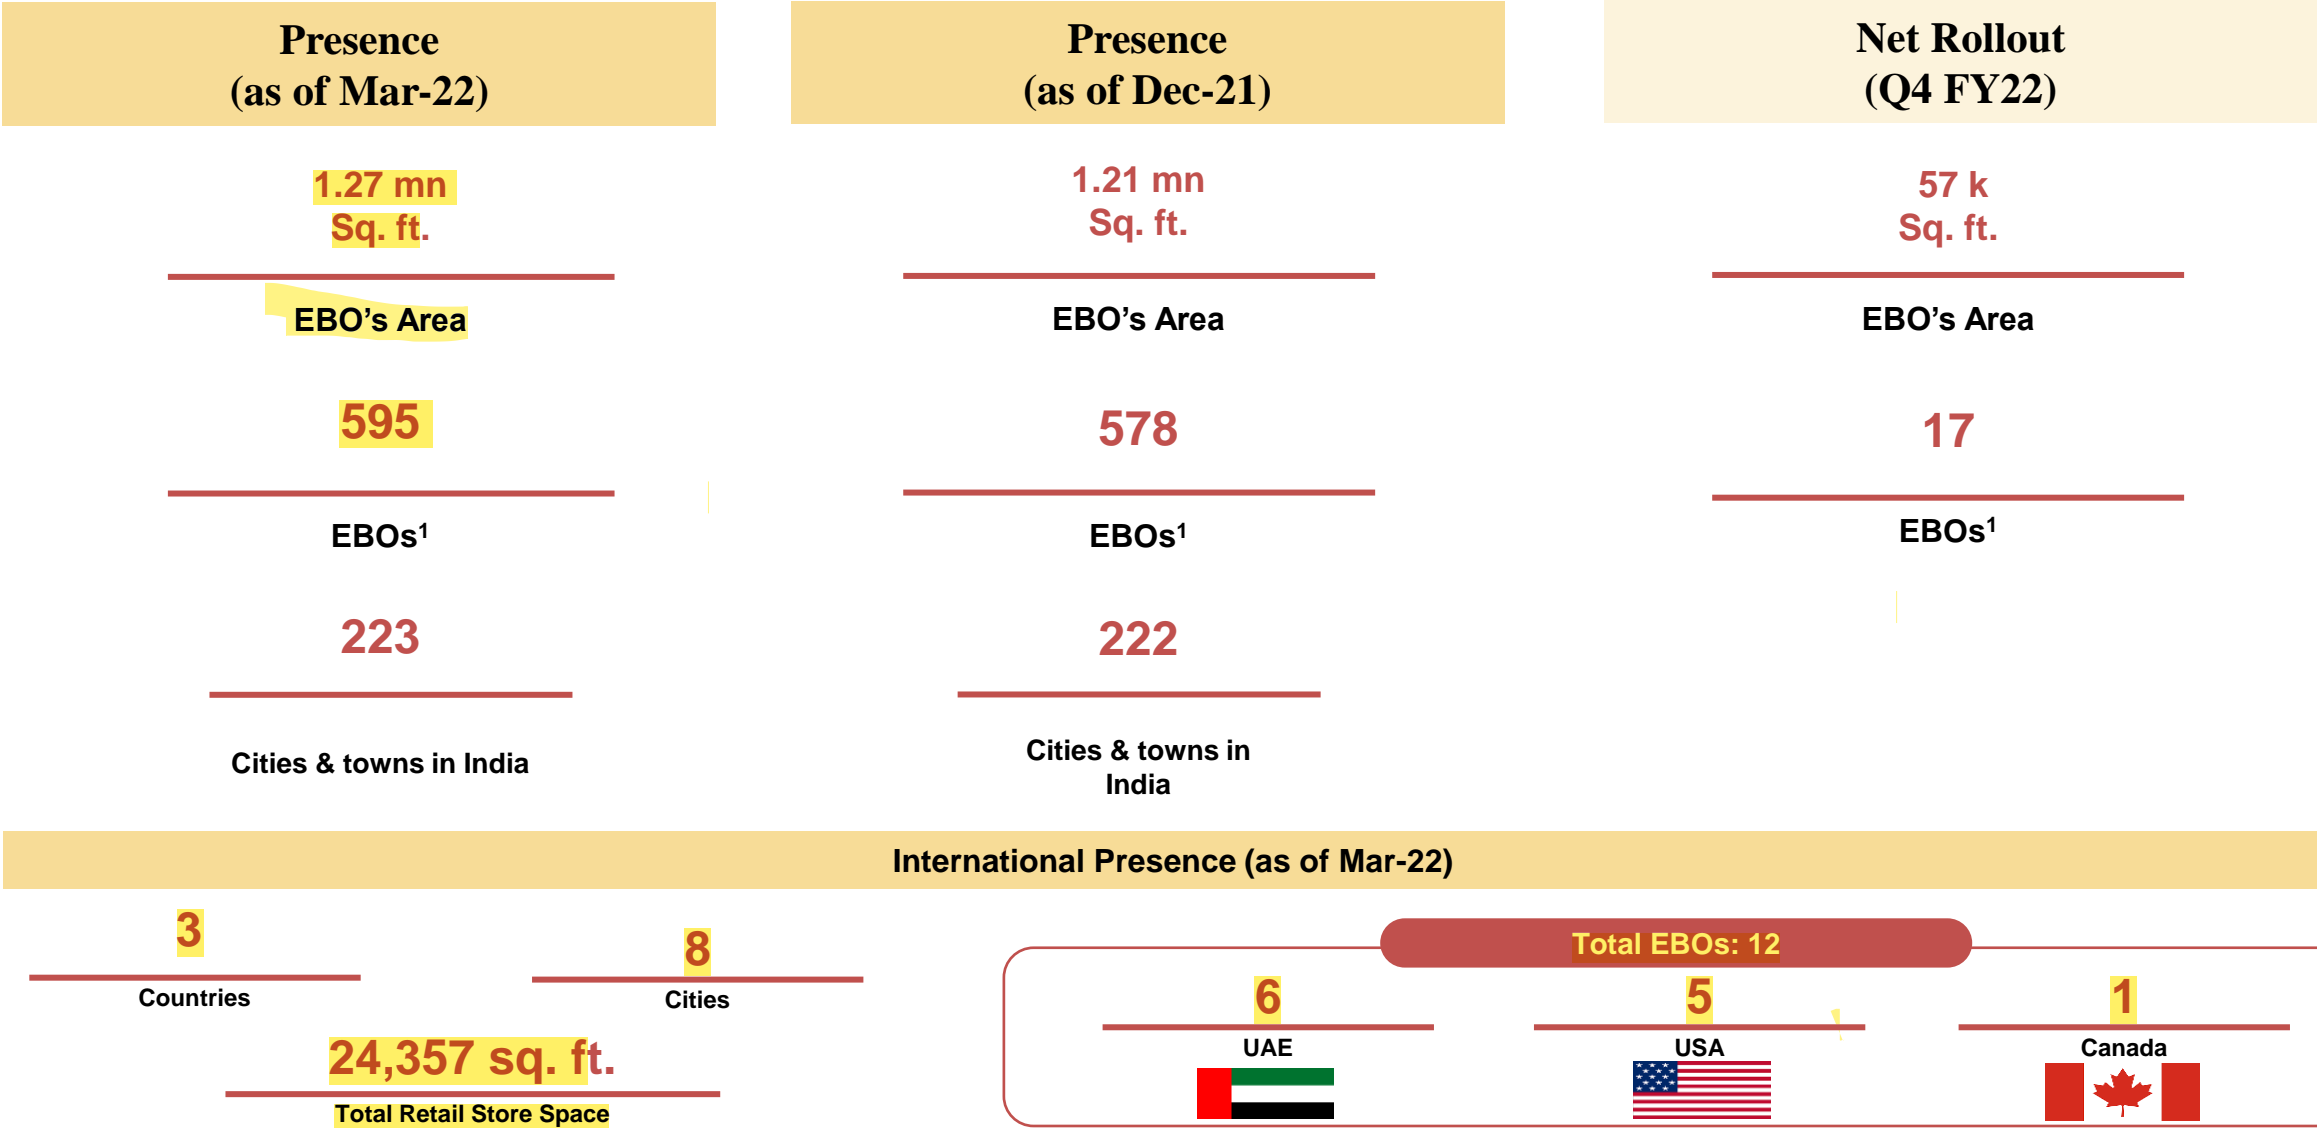 Presence
(as of Mar-22)
1.27 mn
Sq. ft.
EBO’s Area
595
EBOs¹
223
Cities & towns in India
Presence
(as of Dec-21)
1.21 mn
Sq. ft.
EBO’s Area
578
EBOs¹
222
Cities & towns in
India
Net Rollout
(Q4 FY22)
57 k
Sq. ft.
EBO’s Area
17
EBOs¹
International Presence (as of Mar-22)
3
Countries
8
Cities
24,357 sq. ft.
Total Retail Store Space
Total EBOs: 12
6
UAE
5
USA
1
Canada